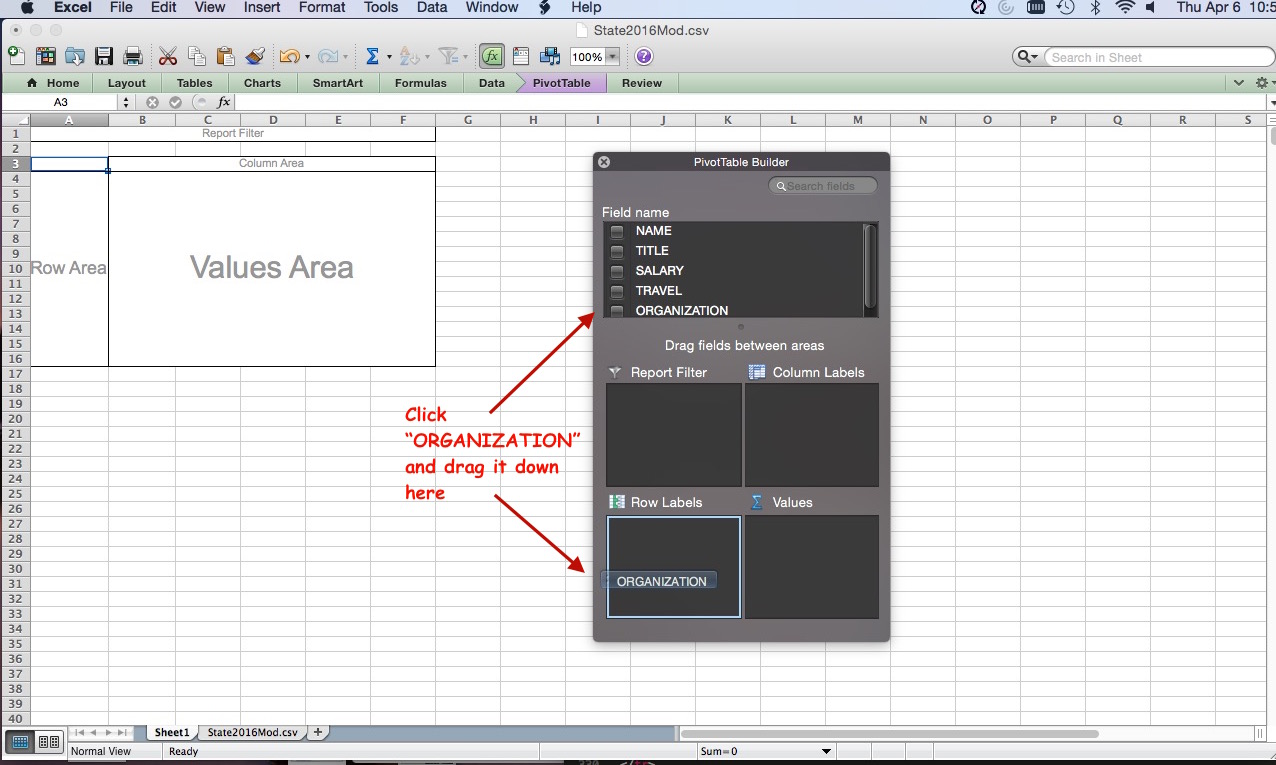 Excel File Edit View Insert Format Tools Data Window Help Thu Apr 6 10:5
State2016Mod.csv
100% Search in Sheet
Home Layout Tables Charts SmartArt Formulas Data PivotTable Review
A3 fx
A B C D E F G H I J K L M N O P Q R S
1 Report Filter
2
3 Column Area
4
5
6
7
8
9
10
11
12
13
14
15
16
17
18
19
20
21
22
23
24
25
26
27
28
29
30
31
32
33
34
35
36
37
38
39
40
Row Area
Values Area
PivotTable Builder
Search fields
Field name
NAME
TITLE
SALARY
TRAVEL
ORGANIZATION
Drag fields between areas
Report Filter Column Labels
Row Labels Values
ORGANIZATION
Click
“ORGANIZATION”
and drag it down
here
Sheet1 State2016Mod.csv +
Normal View Ready Sum=0